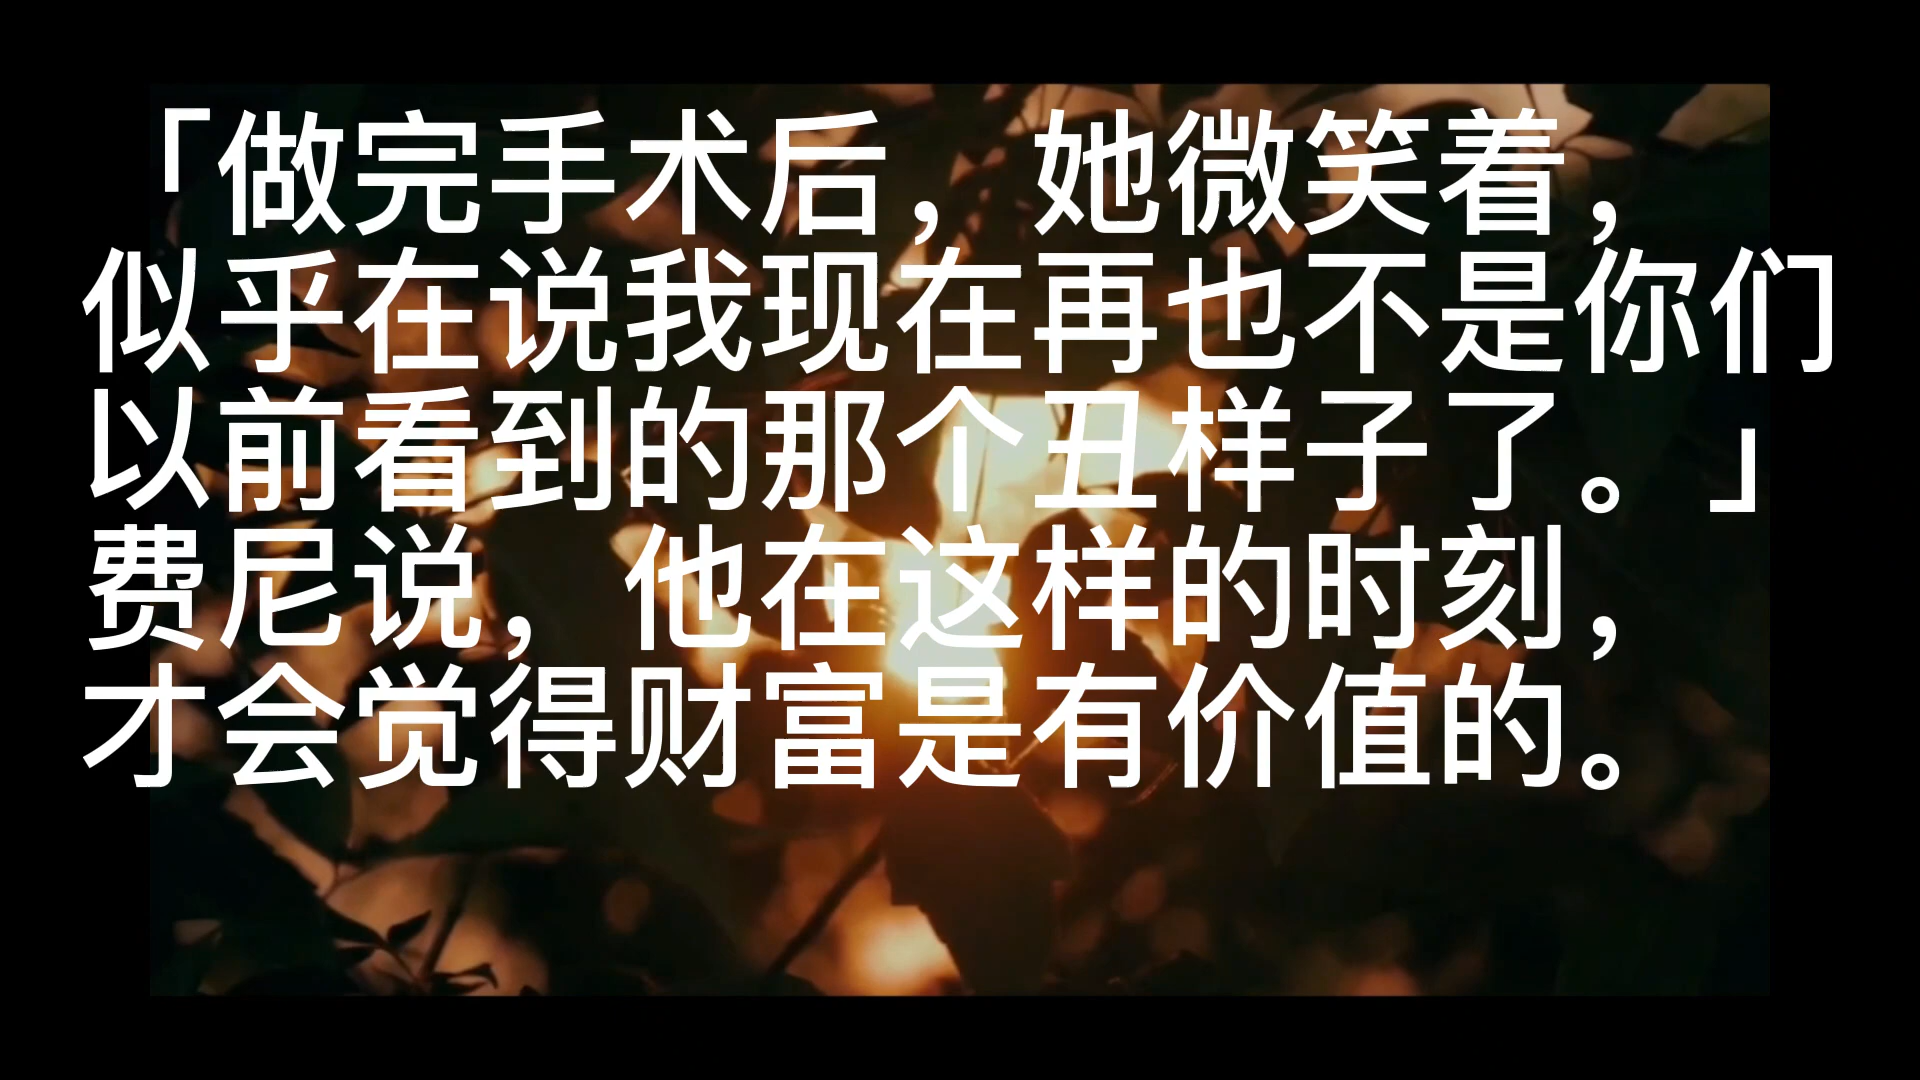 「做完手术后，她微笑着，
似乎在说我现在再也不是你们
以前看到的那个丑样子了。」
费尼说，他在这样的时刻，
才会觉得财富是有价值的。